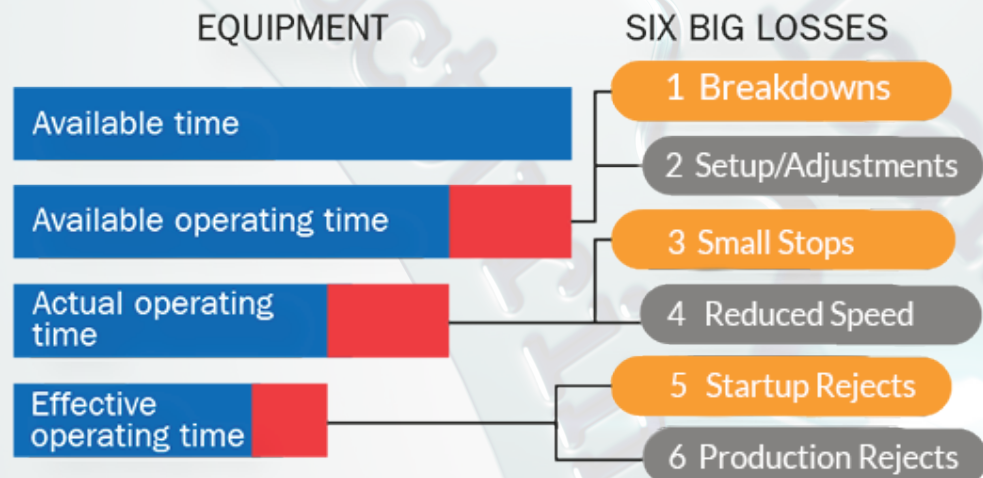 EQUIPMENT
SIX BIG LOSSES
Available time
1 Breakdowns
2 Setup/Adjustments
Available operating time
3 Small Stops
Actual operating
time
4 Reduced Speed
Effective
operating time
5 Startup Rejects
6 Production Rejects